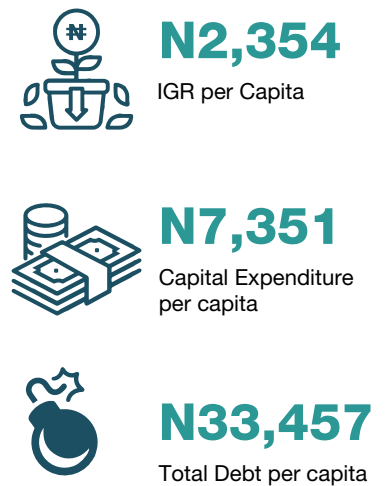 ₦
N2,354
IGR per Capita
N7,351
Capital Expenditure
per capita
N33,457
Total Debt per capita